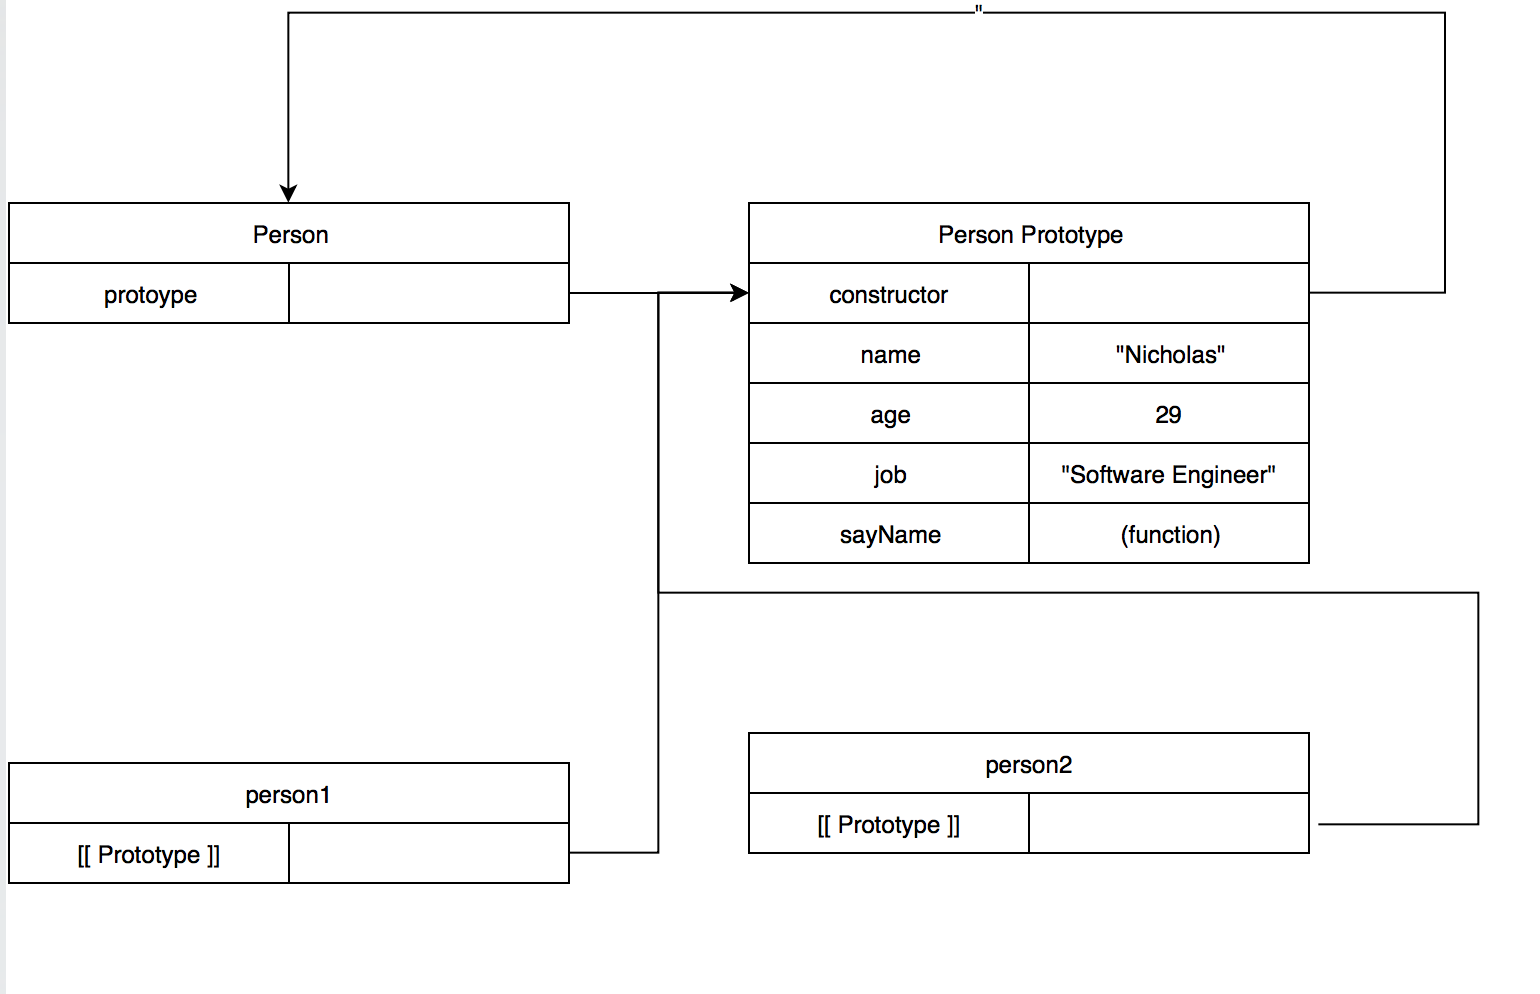 "
Person
protoype
Person Prototype
constructor
name "Nicholas"
age 29
job "Software Engineer"
sayName (function)
person1
[[ Prototype ]]
person2
[[ Prototype ]]